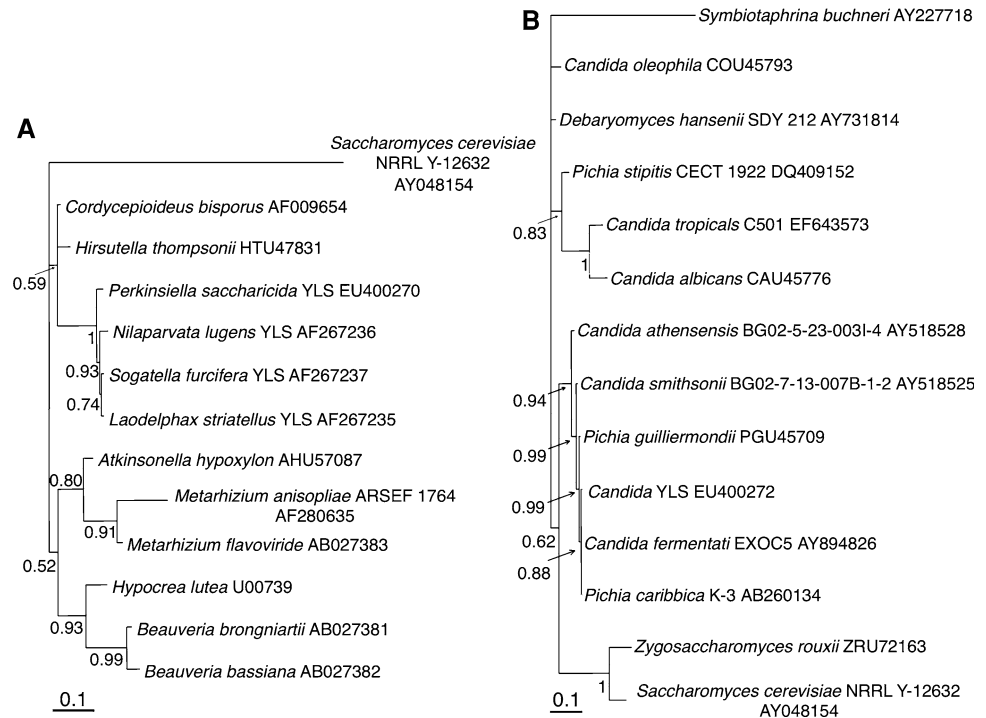 A
Saccharomyces cerevisiae
NRRL Y-12632
AY048154
Cordycepioideus bisporus AF009654
Hirsutella thompsonii HTU47831
0.59
Perkinsiella saccharicida YLS EU400270
1
Nilaparvata lugens YLS AF267236
0.93
Sogatella furcifera YLS AF267237
0.74
Laodelphax striatellus YLS AF267235
Atkinsonella hypoxylon AHU57087
0.80
Metarhizium anisopliae ARSEF 1764
AF280635
0.91
Metarhizium flavoviride AB027383
0.52
Hypocrea lutea U00739
0.93
Beauveria brongniartii AB027381
0.99
Beauveria bassiana AB027382
0.1
B
Symbiotaphrina buchneri AY227718
Candida oleophila COU45793
Debaryomyces hansenii SDY 212 AY731814
Pichia stipitis CECT 1922 DQ409152
0.83
Candida tropicals C501 EF643573
1
Candida albicans CAU45776
Candida athensensis BG02-5-23-003I-4 AY518528
0.94
Candida smithsonii BG02-7-13-007B-1-2 AY518525
Pichia guilliermondii PGU45709
0.99
Candida YLS EU400272
0.99
0.62
Candida fermentati EXOC5 AY894826
0.88
Pichia caribbica K-3 AB260134
Zygosaccharomyces rouxii ZRU72163
1
Saccharomyces cerevisiae NRRL Y-12632
AY048154
0.1